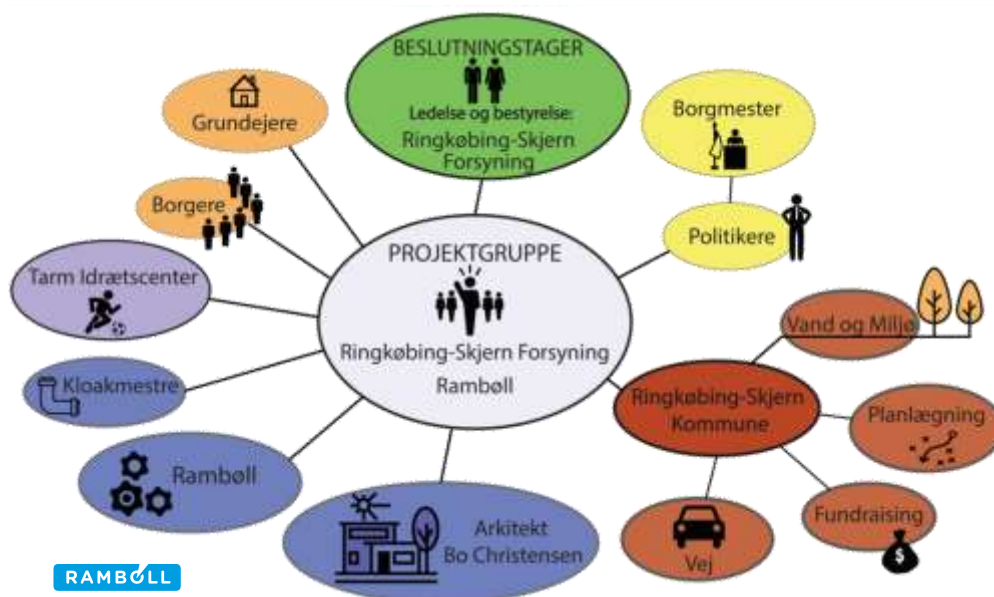 BESLUTNINGSTAGER
Ledelse og bestyrelse:
Ringkøbing-Skjern
Forsyning
Grundejere
Borgmester
Borgere
Politikere
PROJEKTGRUPPE
Ringkøbing-Skjern Forsyning
Rambøll
Tarm Idrætscenter
Vand og Miljø
Kloakmestre
Ringkøbing-Skjern
Kommune
Planlægning
Rambøll
Arkitekt
Bo Christensen
Vej
Fundraising
$
RAMBOLL